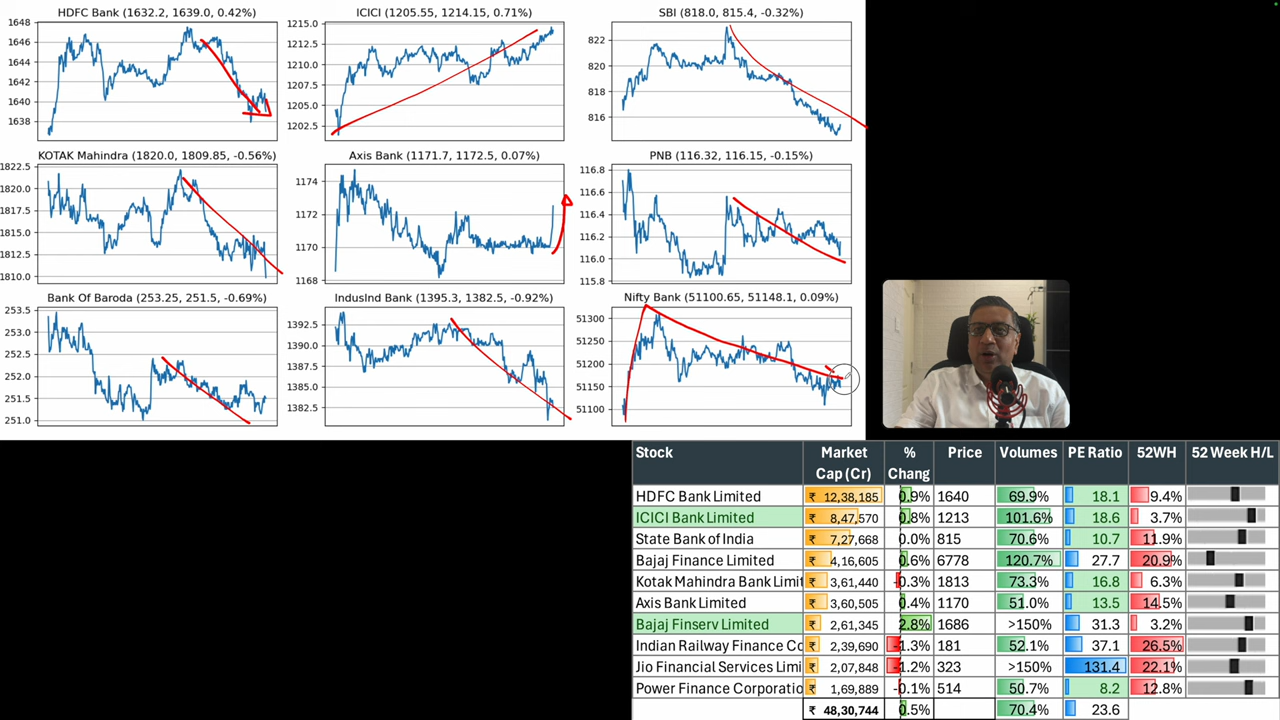 HDFC Bank (1632.2, 1639.0, 0.42%)
1648
1646
1644
1642
1640
1638
ICICI (1205.55, 1214.15, 0.71%)
1215.0
1212.5
1210.0
1207.5
1205.0
1202.5
SBI (818.0, 815.4, -0.32%)
822
820
818
816
KOTAK Mahindra (1820.0, 1809.85, -0.56%)
1822.5
1820.0
1817.5
1815.0
1812.5
1810.0
Axis Bank (1171.7, 1172.5, 0.07%)
1174
1172
1170
1168
PNB (116.32, 116.15, -0.15%)
116.8
116.6
116.4
116.2
116.0
115.8
Bank Of Baroda (253.25, 251.5, -0.69%)
253.5
253.0
252.5
252.0
251.5
251.0
IndusInd Bank (1395.3, 1382.5, -0.92%)
1392.5
1390.0
1387.5
1385.0
1382.5
Nifty Bank (51100.65, 51148.1, 0.09%)
51300
51250
51200
51150
51100
Stock Market Cap (Cr) % Chang Price Volumes PE Ratio 52WH 52 Week H/L
HDFC Bank Limited ₹ 12,38,185 0.9% 1640 69.9% 18.1 9.4%
ICICI Bank Limited ₹ 8,47,570 0.8% 1213 101.6% 18.6 3.7%
State Bank of India ₹ 7,27,668 0.0% 815 70.6% 10.7 11.9%
Bajaj Finance Limited ₹ 4,16,605 0.6% 6778 120.7% 27.7 20.9%
Kotak Mahindra Bank Limit ₹ 3,61,440 -0.3% 1813 73.3% 16.8 6.3%
Axis Bank Limited ₹ 3,60,505 0.4% 1170 51.0% 13.5 14.5%
Bajaj Finserv Limited ₹ 2,61,345 2.8% 1686 >150% 31.3 3.2%
Indian Railway Finance Co ₹ 2,39,690 -1.3% 181 52.1% 37.1 26.5%
Jio Financial Services Limi ₹ 2,07,848 -1.2% 323 >150% 131.4 22.1%
Power Finance Corporatio ₹ 1,69,889 -0.1% 514 50.7% 8.2 12.8%
₹ 48,30,744 0.5% 70.4% 23.6